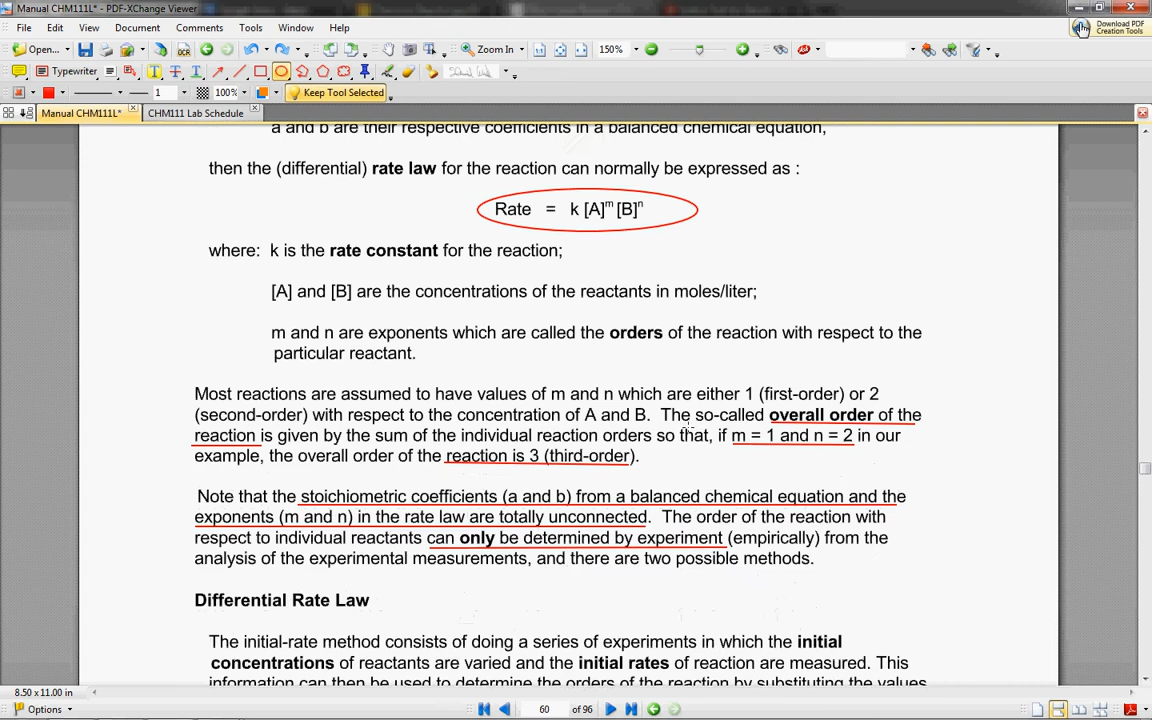 Manual CHM111L* - PDF-XChange Viewer
File Edit View Document Comments Tools Window Help
Download PDF
Creation Tools
Open... OCR Zoom In 150%
Typewriter
1 100% Keep Tool Selected
Manual CHM111L* CHM111 Lab Schedule
a and b are their respective coefficients in a balanced chemical equation,
then the (differential) rate law for the reaction can normally be expressed as :
Rate = k [A]ᵐ [B]ⁿ
where: k is the rate constant for the reaction;
[A] and [B] are the concentrations of the reactants in moles/liter;
m and n are exponents which are called the orders of the reaction with respect to the
particular reactant.
Most reactions are assumed to have values of m and n which are either 1 (first-order) or 2
(second-order) with respect to the concentration of A and B. The so-called overall order of the
reaction is given by the sum of the individual reaction orders so that, if m = 1 and n = 2 in our
example, the overall order of the reaction is 3 (third-order).
Note that the stoichiometric coefficients (a and b) from a balanced chemical equation and the
exponents (m and n) in the rate law are totally unconnected. The order of the reaction with
respect to individual reactants can only be determined by experiment (empirically) from the
analysis of the experimental measurements, and there are two possible methods.
Differential Rate Law
The initial-rate method consists of doing a series of experiments in which the initial
concentrations of reactants are varied and the initial rates of reaction are measured. This
information can then be used to determine the orders of the reaction by substituting the values
8.50 x 11.00 in
Options 60 of 96